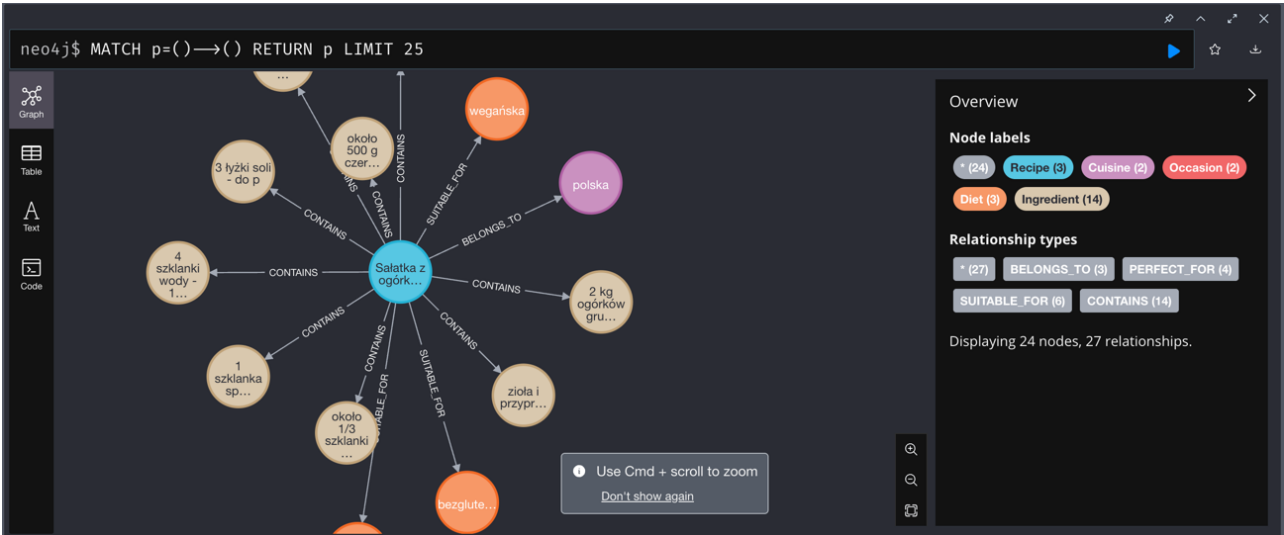 neo4j$ MATCH p=()⟶() RETURN p LIMIT 25
Graph
Table
Text
Code
...
około
500 g
czer...
wegańska
3 łyżki soli
- do p
polska
4
szklanki
wody -
1...
Sałatka z
ogórk...
2 kg
ogórków
gru...
1
szklanka
sp...
zioła i
przypr...
około
1/3
szklanki
...
bezglute...
CONTAINS
CONTAINS
SUITABLE_FOR
BELONGS_TO
CONTAINS
CONTAINS
CONTAINS
CONTAINS
CONTAINS
CONTAINS
SUITABLE_FOR
Use Cmd + scroll to zoom
Don't show again
Overview
Node labels
* (24) Recipe (3) Cuisine (2) Occasion (2)
Diet (3) Ingredient (14)
Relationship types
* (27) BELONGS_TO (3) PERFECT_FOR (4)
SUITABLE_FOR (6) CONTAINS (14)
Displaying 24 nodes, 27 relationships.